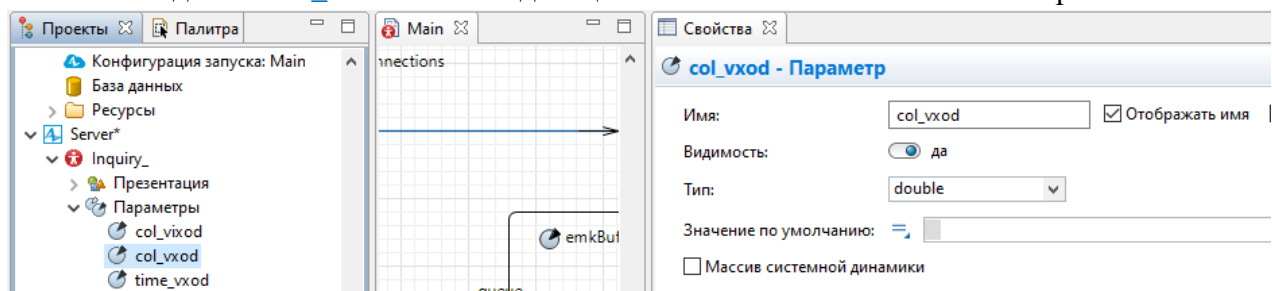 Проекты
Палитра
Конфигурация запуска: Main
База данных
Ресурсы
Server*
Inquiry_
Презентация
Параметры
col_vixod
col_vxod
time_vxod
Main
nnections
emkBuf
Свойства
col_vxod - Параметр
Имя:
col_vxod
Отображать имя
Видимость:
да
Тип:
double
Значение по умолчанию:
Массив системной динамики